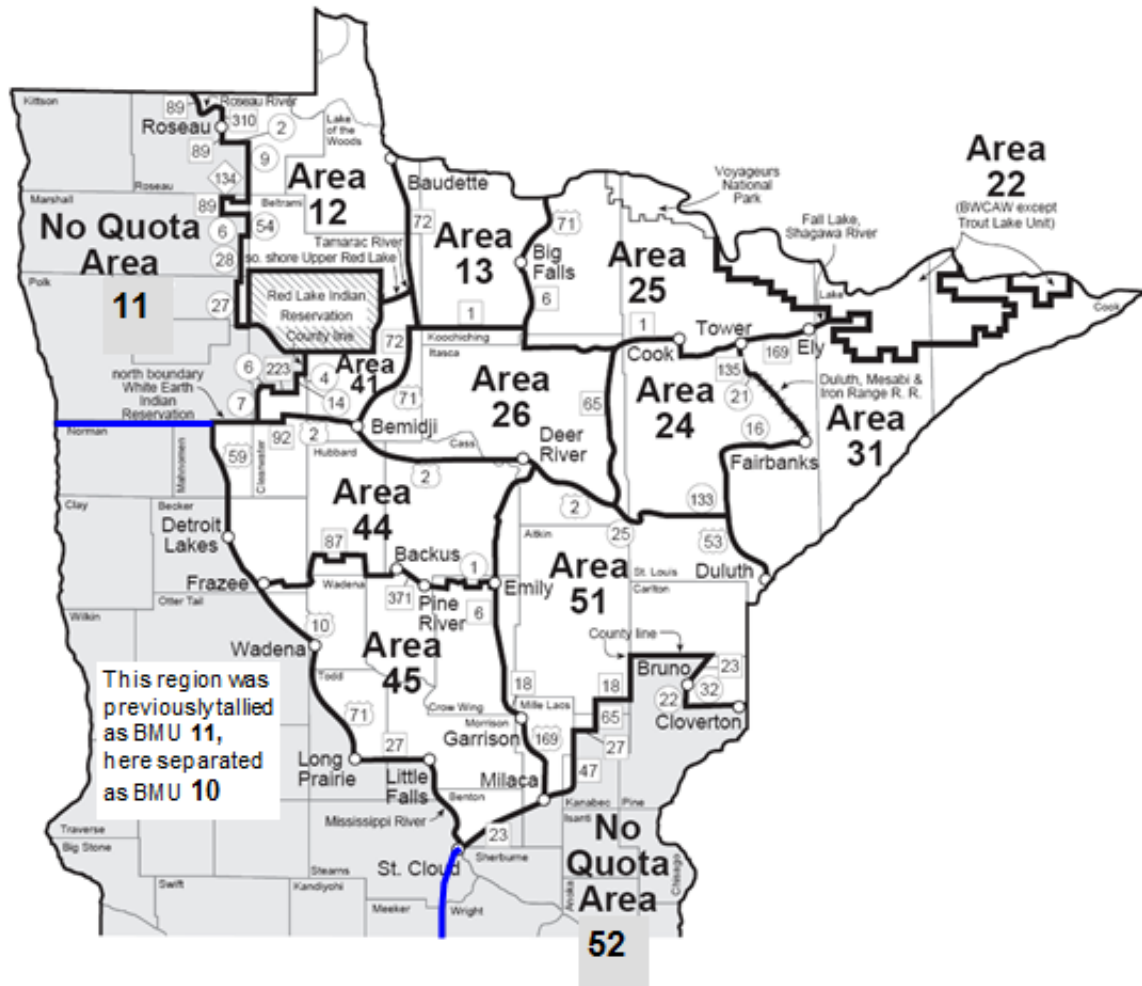 Kittson
89
Roseau River
310
2
Roseau
89
9
Lake
of the
Woods
134
Roseau
Area
12
Baudette
Marshall
89
Beltrami
54
6
28
No Quota
Area
11
Tamarac River
so. shore Upper Red Lake
72
Area
13
Big
Falls
71
6
Area
25
Voyageurs
National
Park
Fall Lake,
Shagawa River
Area
22
(BWCAW except
Trout Lake Unit)
Polk
27
Red Lake Indian
Reservation
County line
1
Koochiching
Itasca
1
Tower
Lake
Cook
Cook
Ely
169
72
Area
41
6
223
4
14
7
north boundary
White Earth
Indian
Reservation
71
Area
26
65
135
21
Duluth, Mesabi &
Iron Range R. R.
Area
24
16
Area
31
Fairbanks
Norman
Mahnomen
59
Clearwater
92
2
Bemidji
Hubbard
Cass
Deer
River
2
2
133
Clay
Becker
Detroit
Lakes
Area
44
87
Backus
1
Aitkin
25
53
Frazee
Wadena
371
Pine
River
Emily
6
Area
51
St. Louis
Carlton
Duluth
Otter Tail
Wilkin
10
Wadena
Area
45
County line
Bruno
23
22
32
Cloverton
This region was
previously tallied
as BMU 11,
here separated
as BMU 10
Todd
71
Crow Wing
Morrison
18
Mille Lacs
18
65
Garrison
169
27
47
Long
Prairie
27
Little
Falls
Milaca
Benton
Mississippi River
23
Kanabec
Pine
Isanti
Traverse
Big Stone
St. Cloud
Sherburne
Stearns
Swift
Kandiyohi
Meeker
Wright
Anoka
Chisago
No
Quota
Area
52